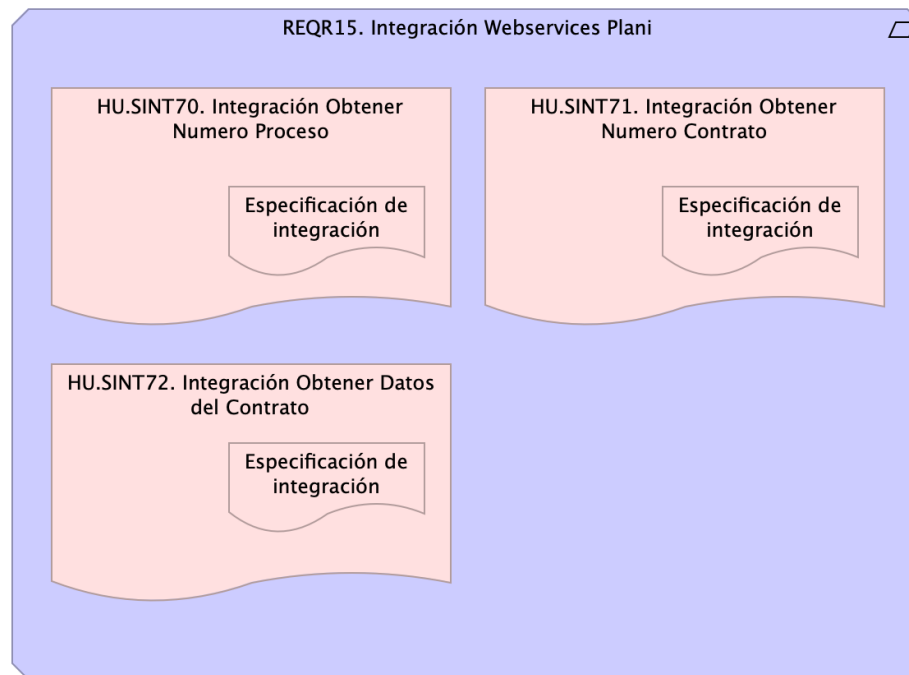 REQR15. Integración Webservices Plani
HU.SINT70. Integración Obtener
Numero Proceso
Especificación de
integración
HU.SINT71. Integración Obtener
Numero Contrato
Especificación de
integración
HU.SINT72. Integración Obtener Datos
del Contrato
Especificación de
integración